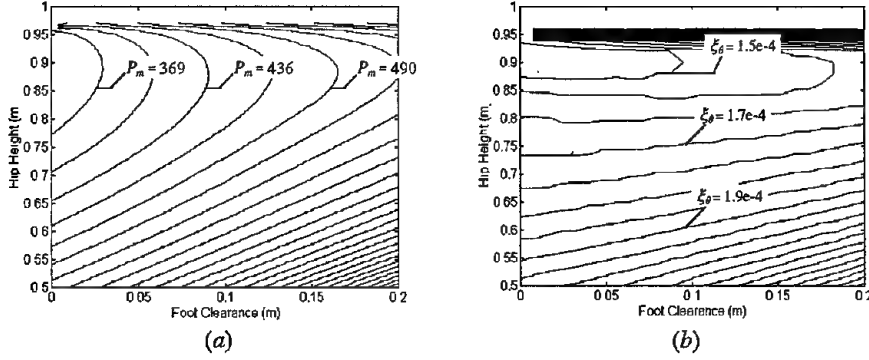 1
0.95
0.9
0.85
0.8
0.75
0.7
0.65
0.6
0.55
0.5
Hip Height (m.
P_m = 369
P_m = 436
P_m = 490
0
0.05
0.1
0.15
0.2
Foot Clearance (m)
(a)
1
0.95
0.9
0.85
0.8
0.75
0.7
0.65
0.6
0.55
0.5
Hip Height (m.
ξ_θ = 1.5e-4
ξ_θ = 1.7e-4
ξ_θ = 1.9e-4
0
0 05
0.1
0.15
0.2
Foot Clearance (m)
(b)